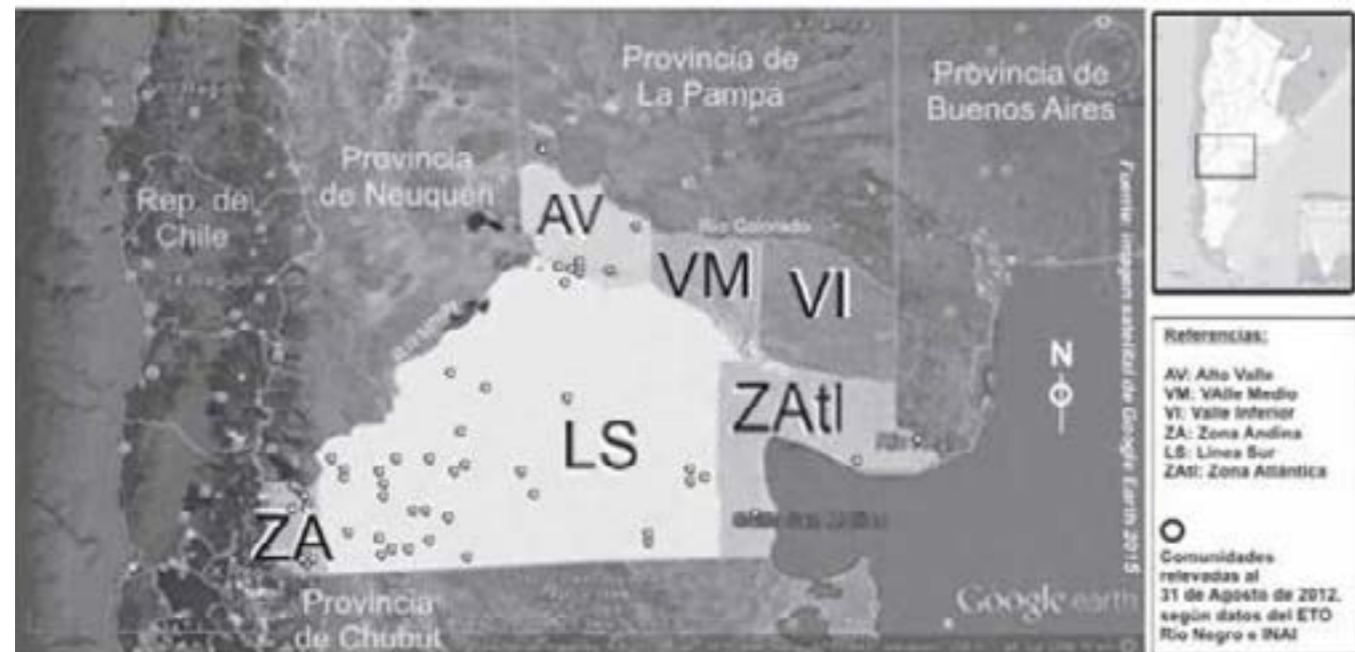 Provincia de
La Pampa
Provincia de
Buenos Aires
Provincia
de Neuquén
Rep. de
Chile
AV
Río Colorado
VM
VI
ZAtl
LS
ZA
N
Provincia
de Chubut
Google earth
Fuente: imagen satelital de Google Earth 2015
Referencias:
AV: Alto Valle
VM: VAlle Medio
VI: Valle Inferior
ZA: Zona Andina
LS: Línea Sur
ZAtl: Zona Atlántica
Comunidades
relevadas al
31 de Agosto de 2012,
según datos del ETO
Río Negro e INAI